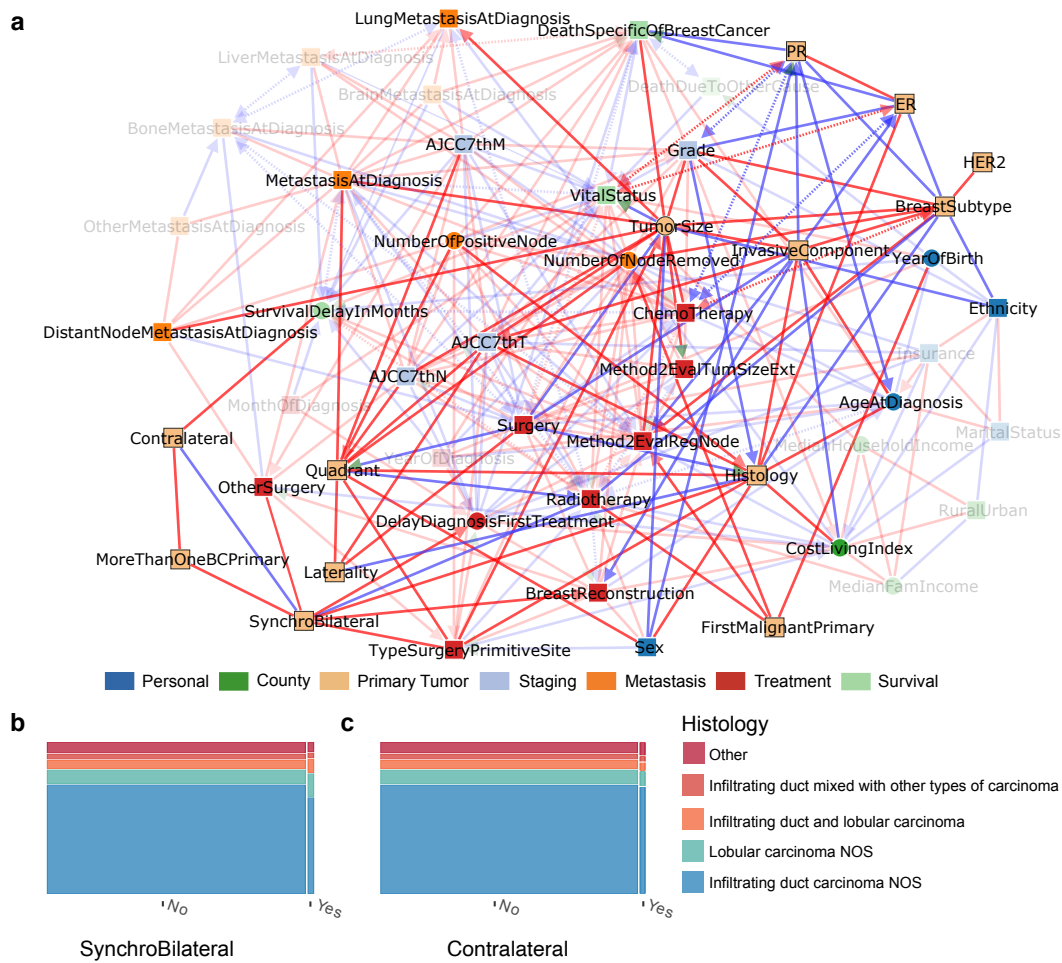 a
LungMetastasisAtDiagnosis
DeathSpecificOfBreastCancer
PR
LiverMetastasisAtDiagnosis
DeathDueToOtherCause
BrainMetastasisAtDiagnosis
ER
BoneMetastasisAtDiagnosis
AJCC7thM
Grade
HER2
MetastasisAtDiagnosis
VitalStatus
BreastSubtype
OtherMetastasisAtDiagnosis
TumorSize
NumberOfPositiveNode
InvasiveComponent
NumberOfNodeRemoved
YearOfBirth
SurvivalDelayInMonths
ChemoTherapy
Ethnicity
DistantNodeMetastasisAtDiagnosis
AJCC7thT
Insurance
AJCC7thN
Method2EvalTumSizeExt
MonthOfDiagnosis
AgeAtDiagnosis
Contralateral
Surgery
Method2EvalRegNode
MedianHouseholdIncome
MaritalStatus
YearOfDiagnosis
Quadrant
Histology
OtherSurgery
Radiotherapy
RuralUrban
DelayDiagnosisFirstTreatment
CostLivingIndex
MoreThanOneBCPrimary
Laterality
MedianFamIncome
BreastReconstruction
SynchroBilateral
FirstMalignantPrimary
TypeSurgeryPrimitiveSite
Sex
Personal County Primary Tumor Staging Metastasis Treatment Survival
b
c
Histology
Other
Infiltrating duct mixed with other types of carcinoma
Infiltrating duct and lobular carcinoma
Lobular carcinoma NOS
Infiltrating duct carcinoma NOS
No Yes
No Yes
SynchroBilateral
Contralateral